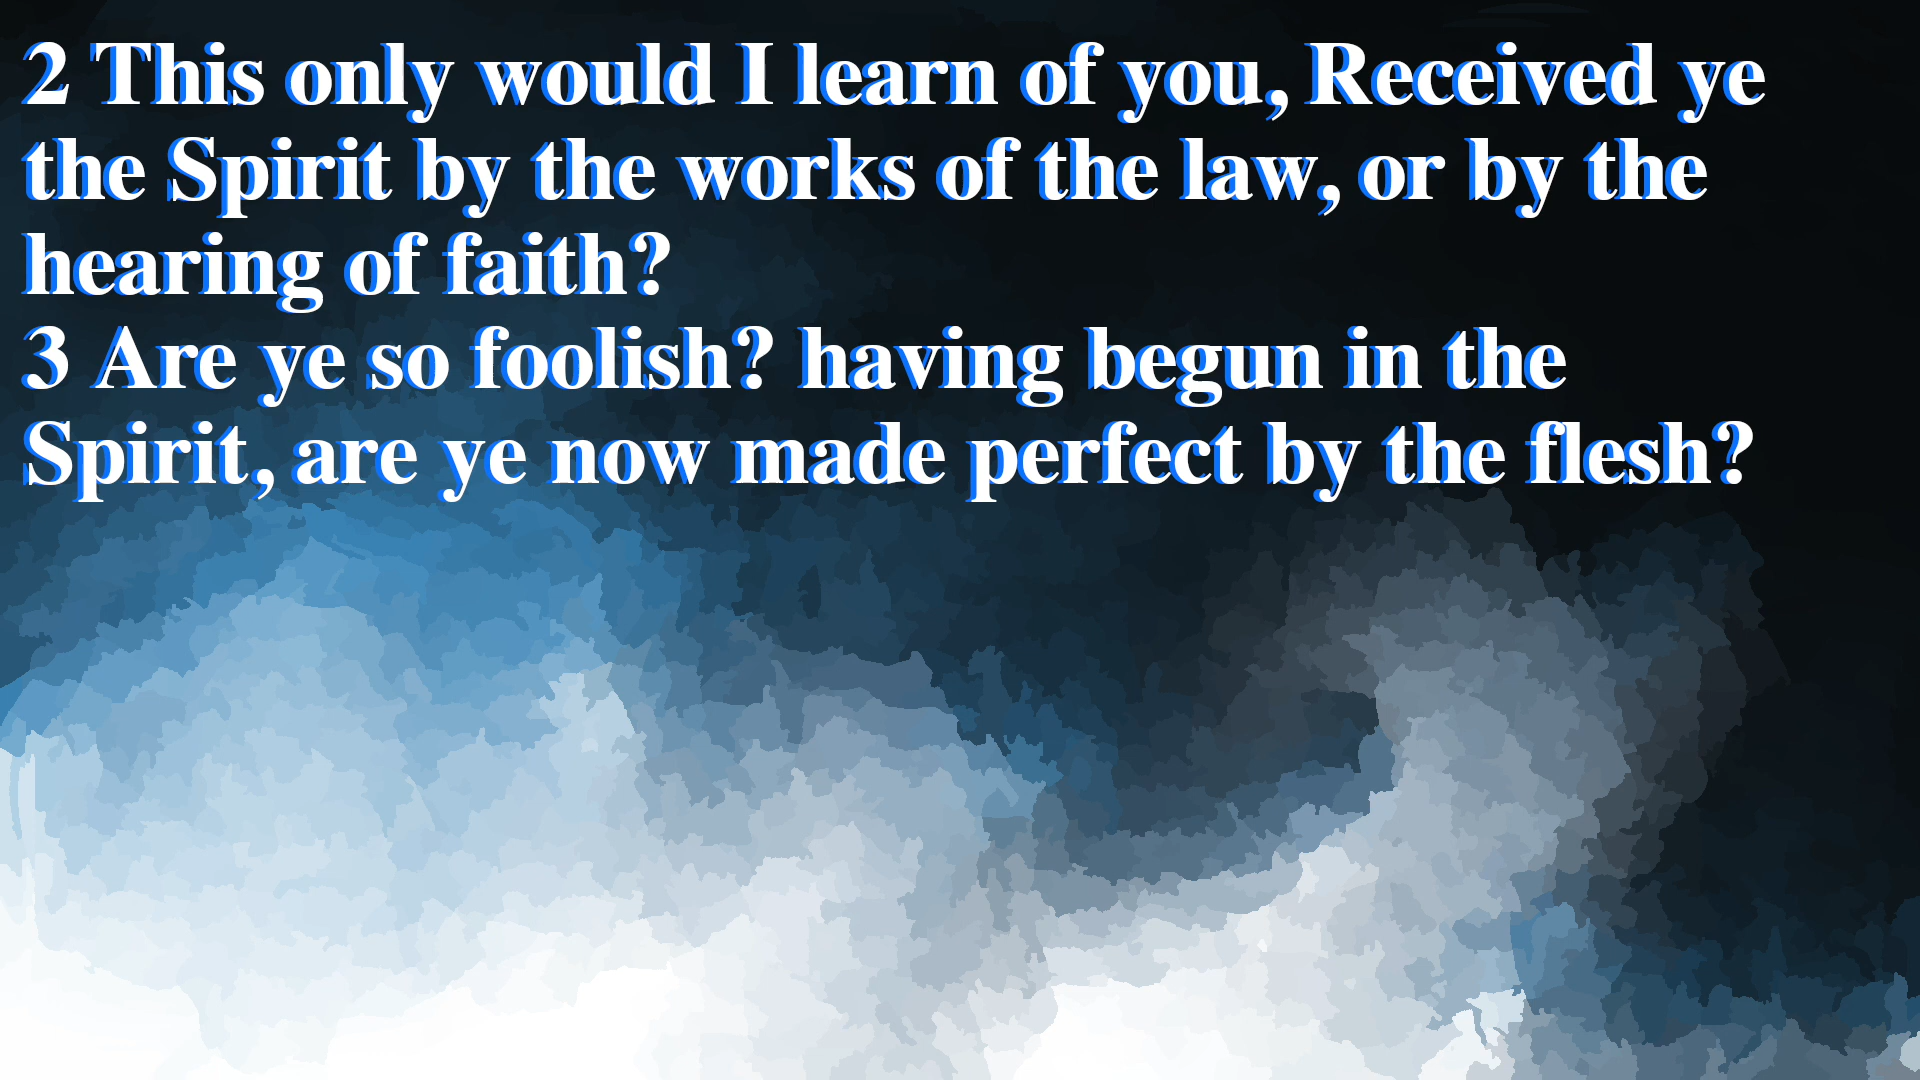 2 This only would I learn of you, Received ye
the Spirit by the works of the law, or by the
hearing of faith?
3 Are ye so foolish? having begun in the
Spirit, are ye now made perfect by the flesh?